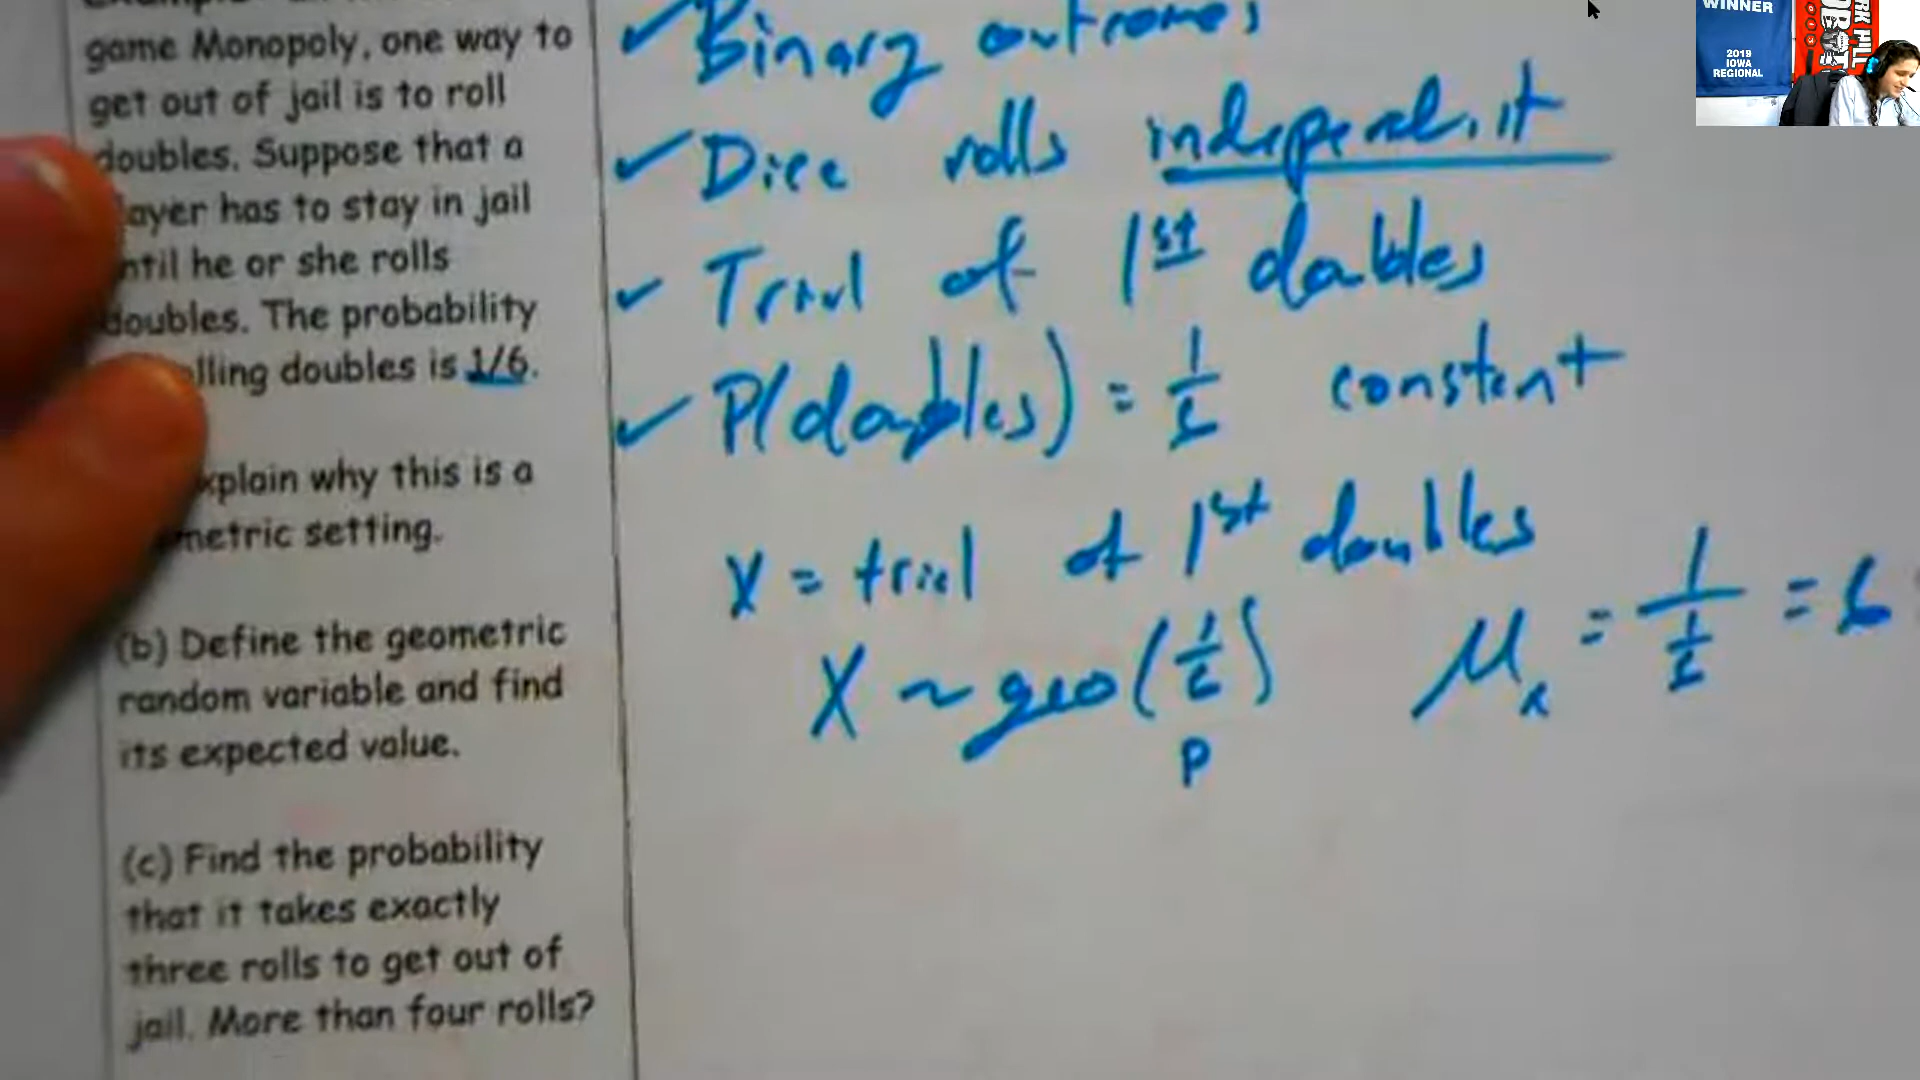 game Monopoly, one way to
get out of jail is to roll
doubles. Suppose that a
layer has to stay in jail
ntil he or she rolls
doubles. The probability
lling doubles is 1/6.
xplain why this is a
metric setting.
(b) Define the geometric
random variable and find
its expected value.
(c) Find the probability
that it takes exactly
three rolls to get out of
jail. More than four rolls?
✓ Binary outcomes
✓ Dice rolls independent
✓ Trial of 1st doubles
✓ P(doubles) = 1/6 constant
X = trial of 1st doubles
X ~ geo(1/6)
P
μx = 1/(1/6) = 6
WINNER
2019
IOWA
REGIONAL